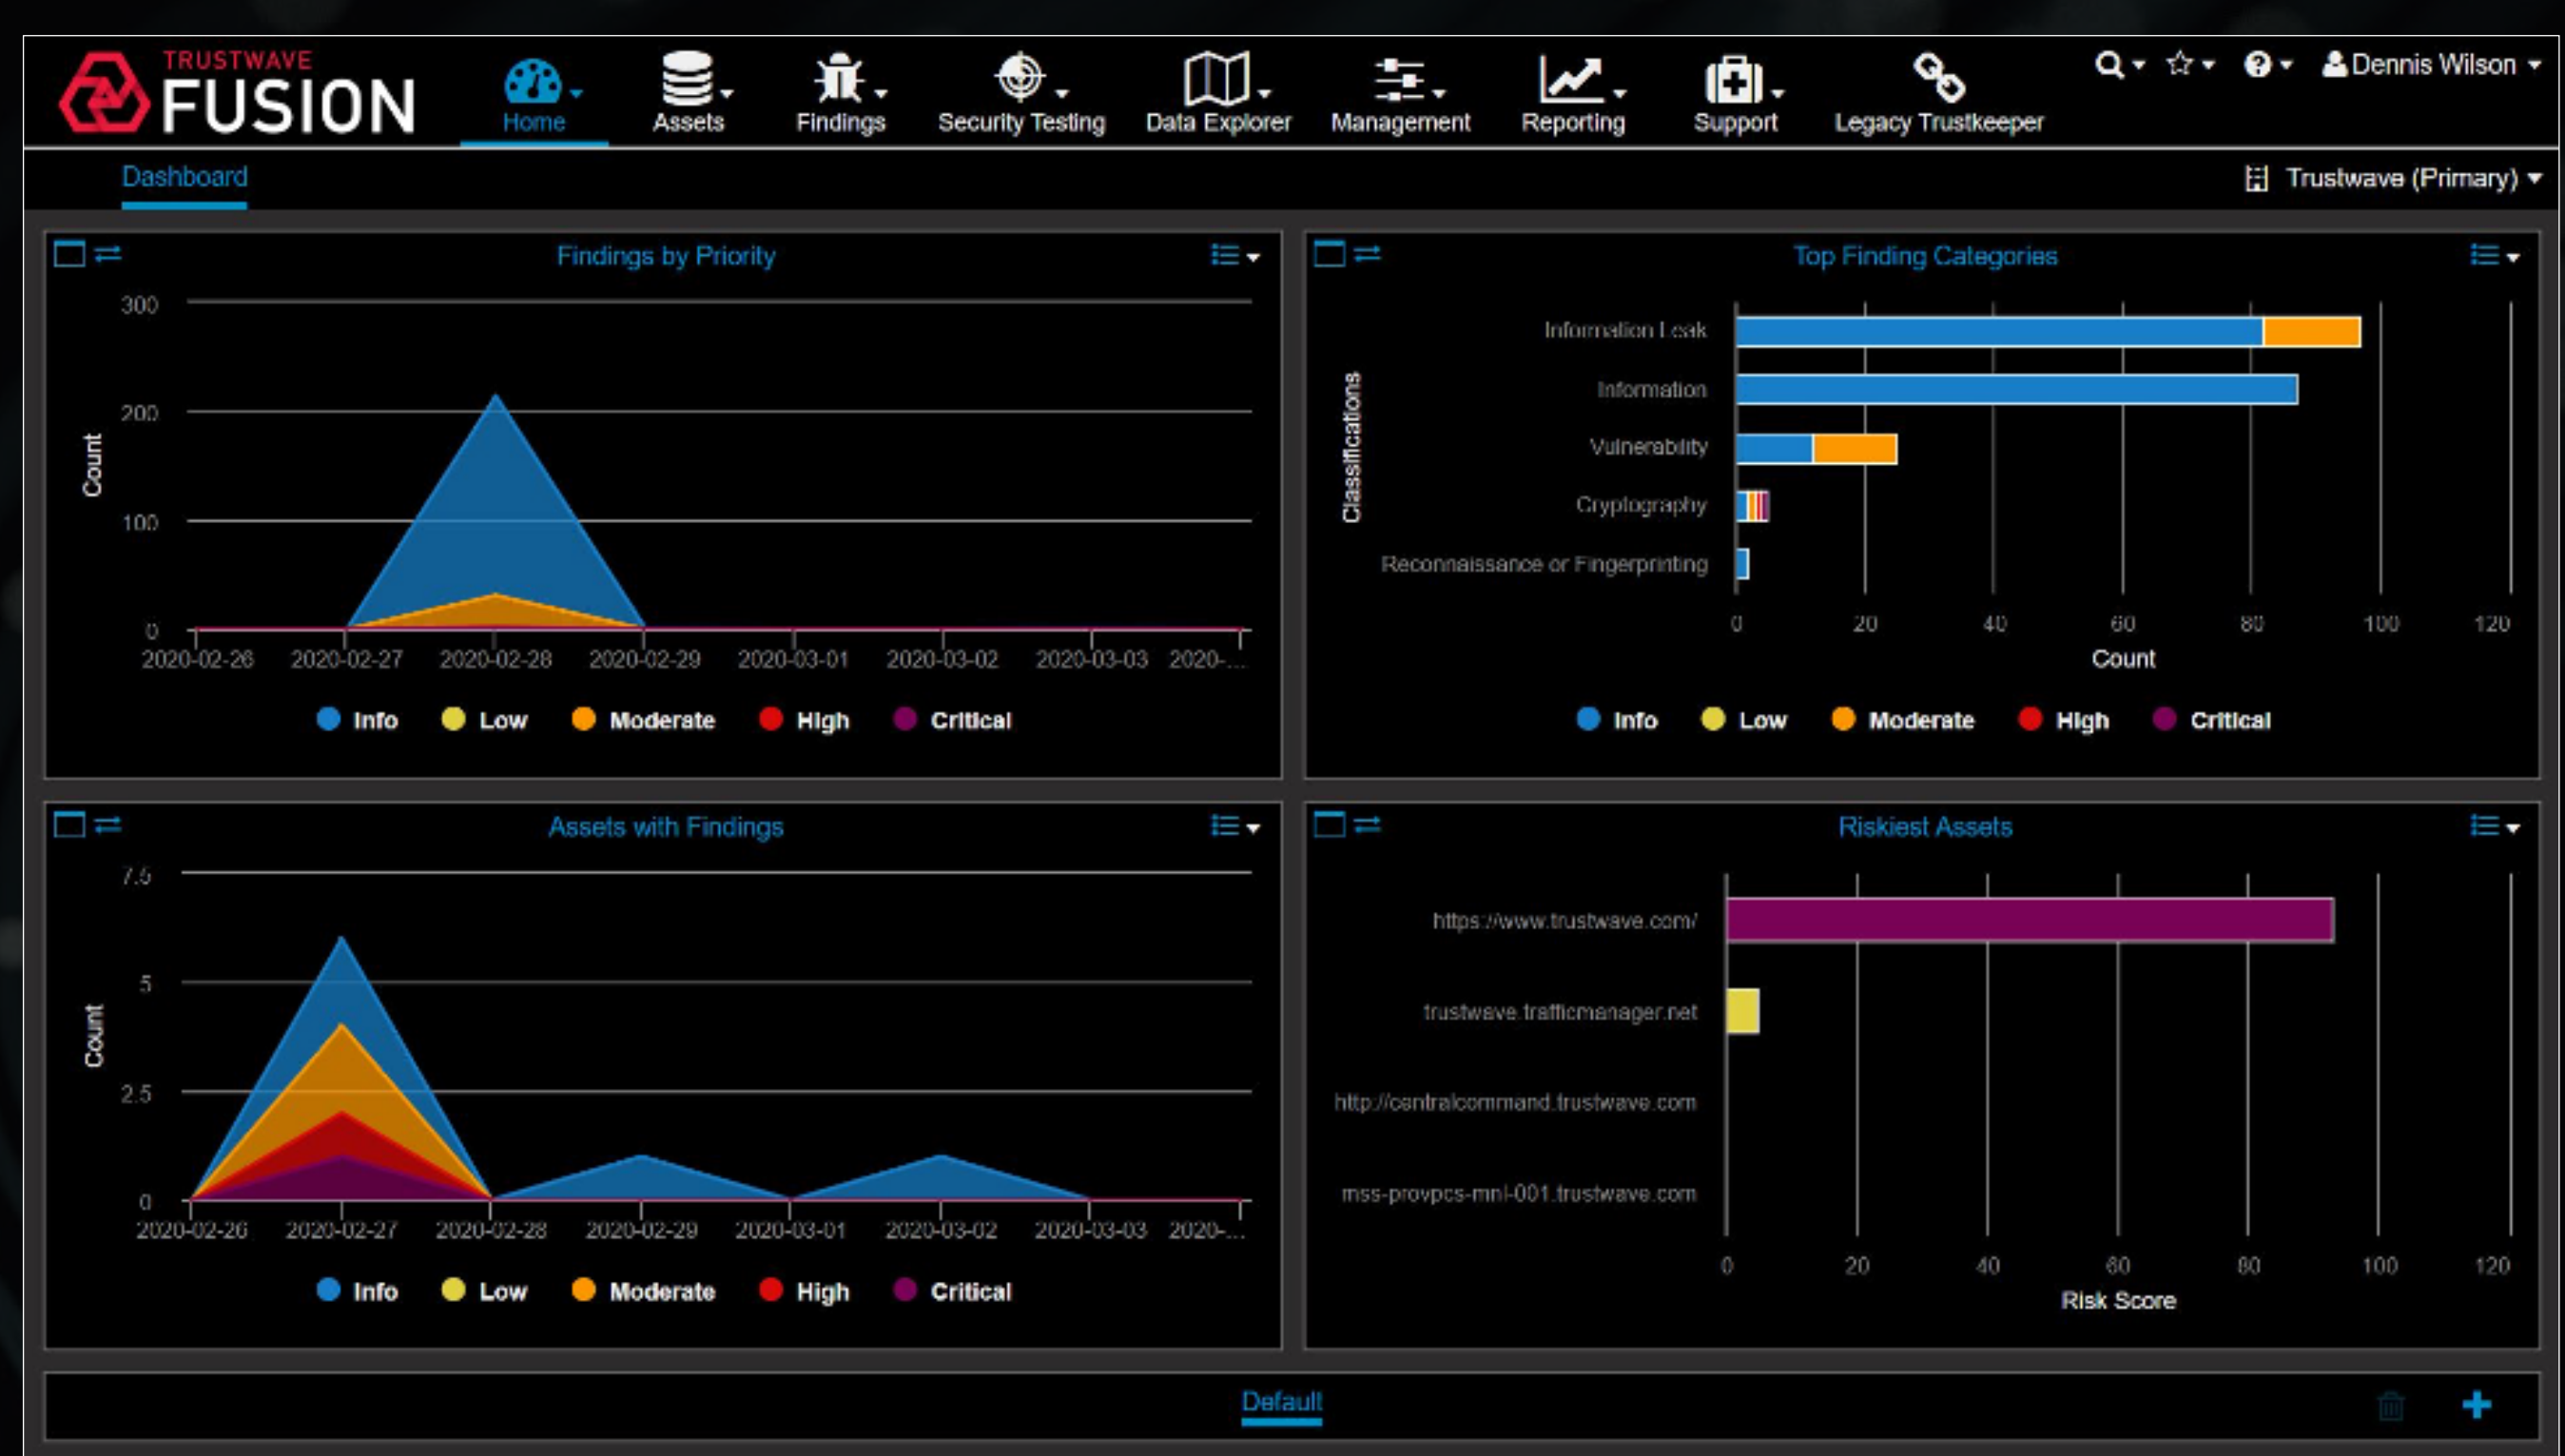 TRUSTWAVE
FUSION
Home
Assets
Findings
Security Testing
Data Explorer
Management
Reporting
Support
Legacy Trustkeeper
Dennis Wilson
Dashboard
Trustwave (Primary)
Findings by Priority
300
200
100
0
Count
2020-02-26 2020-02-27 2020-02-28 2020-02-29 2020-03-01 2020-03-02 2020-03-03 2020-...
Info Low Moderate High Critical
Top Finding Categories
Classifications
Information Leak
Information
Vulnerability
Cryptography
Reconnaissance or Fingerprinting
0 20 40 60 80 100 120
Count
Info Low Moderate High Critical
Assets with Findings
7.5
5
2.5
0
Count
2020-02-26 2020-02-27 2020-02-28 2020-02-29 2020-03-01 2020-03-02 2020-03-03 2020-...
Info Low Moderate High Critical
Riskiest Assets
https://www.trustwave.com/
trustwave.trafficmanager.net
http://centralcommand.trustwave.com
mss-provpcs-mnl-001.trustwave.com
0 20 40 60 80 100 120
Risk Score
Default